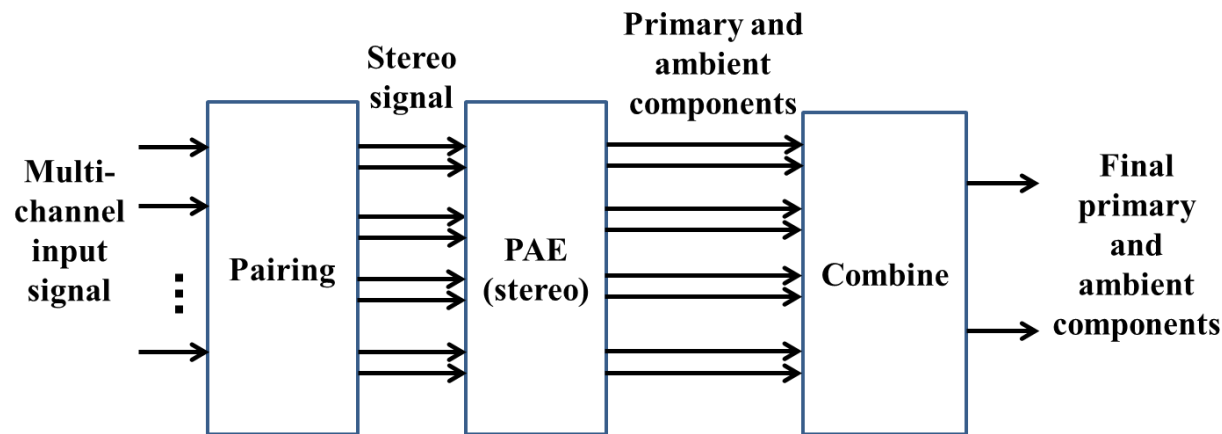 Multi-
channel
input
signal
Pairing
Stereo
signal
PAE
(stereo)
Primary and
ambient
components
Combine
Final
primary
and
ambient
components